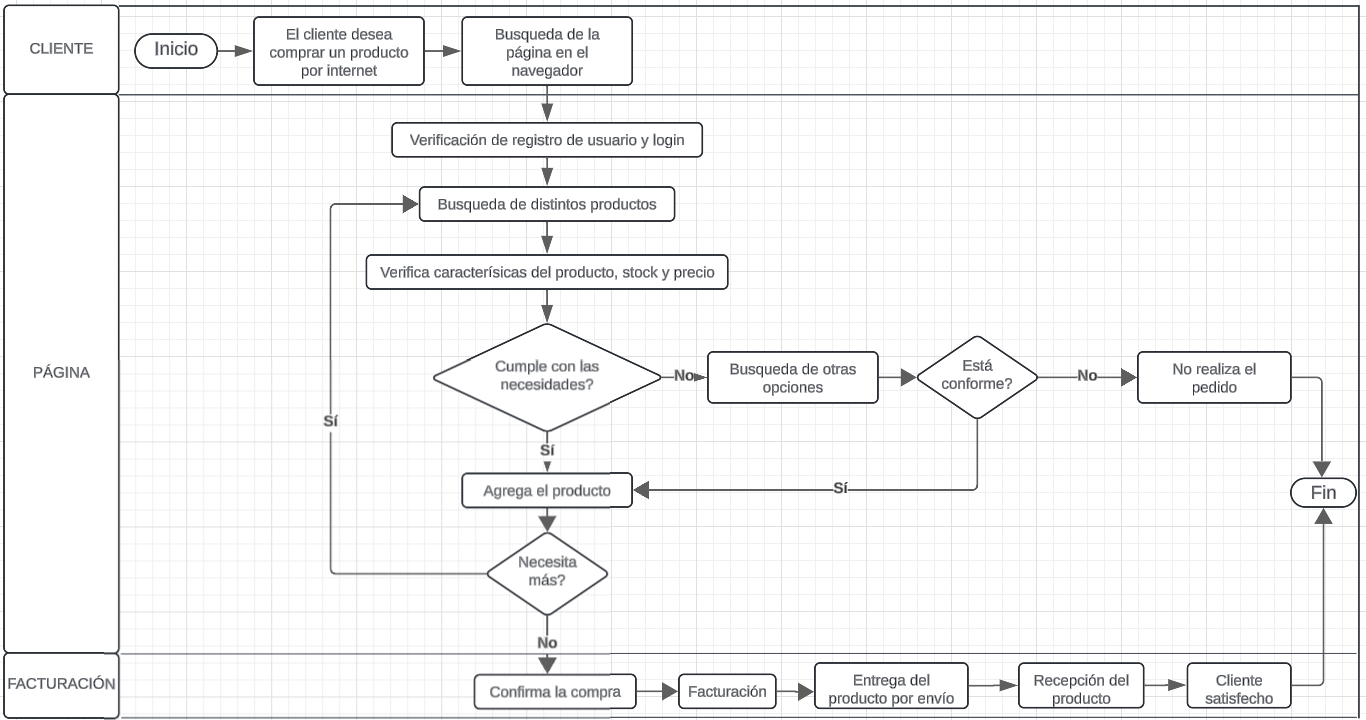 CLIENTE
Inicio
El cliente desea
comprar un producto
por internet
Busqueda de la
página en el
navegador
PÁGINA
Verificación de registro de usuario y login
Busqueda de distintos productos
Verifica caracterísicas del producto, stock y precio
Cumple con las
necesidades?
No
Busqueda de otras
opciones
Está
conforme?
No
No realiza el
pedido
Sí
Sí
Agrega el producto
Sí
Fin
Necesita
más?
No
FACTURACIÓN
Confirma la compra
Facturación
Entrega del
producto por envío
Recepción del
producto
Cliente
satisfecho